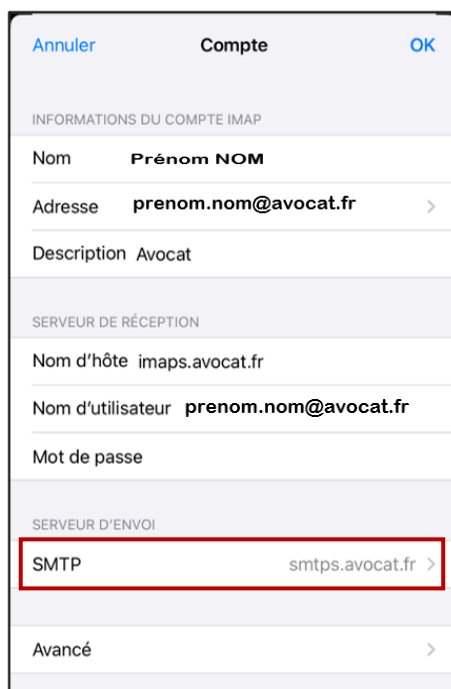 Annuler Compte OK
INFORMATIONS DU COMPTE IMAP
Nom Prénom NOM
Adresse prenom.nom@avocat.fr
Description Avocat
SERVEUR DE RÉCEPTION
Nom d'hôte imaps.avocat.fr
Nom d'utilisateur prenom.nom@avocat.fr
Mot de passe
SERVEUR D'ENVOI
SMTP smtps.avocat.fr
Avancé